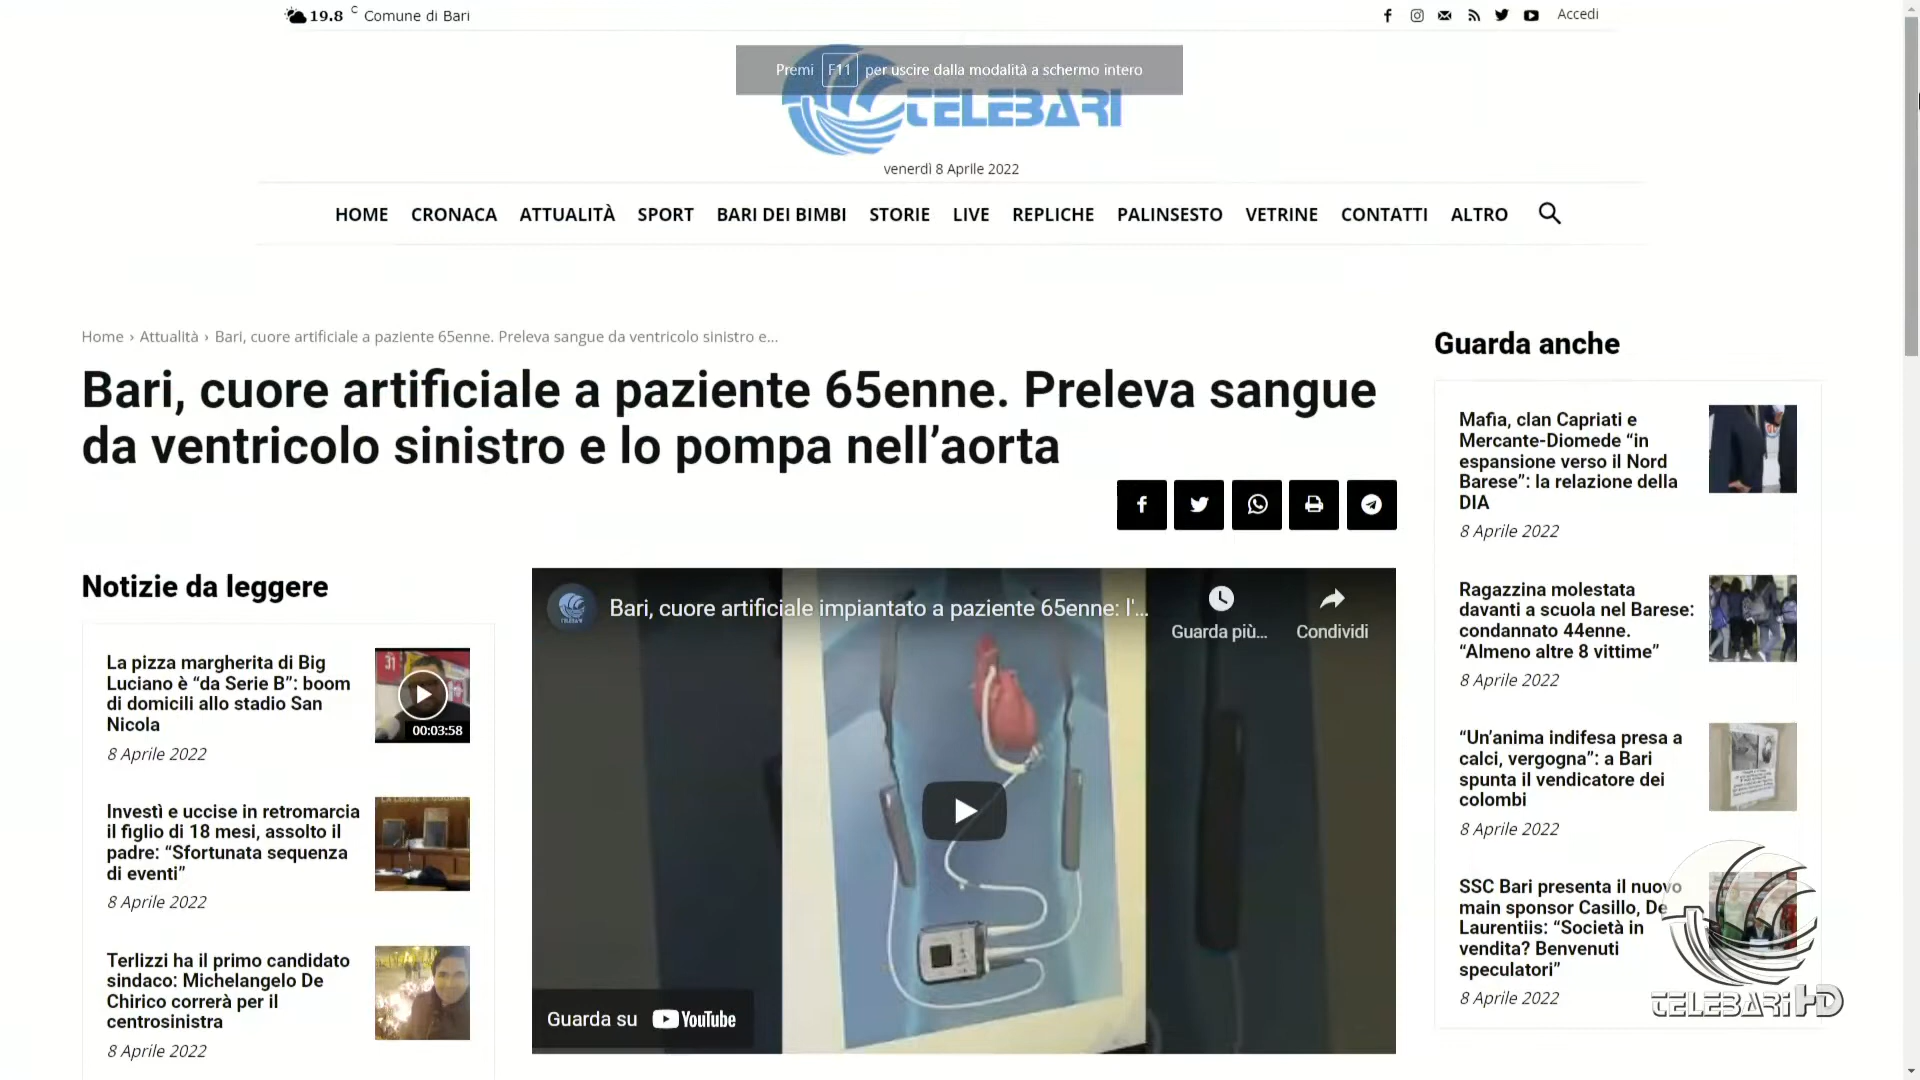 19.8 C Comune di Bari
Accedi
Premi F11 per uscire dalla modalità a schermo intero
TELEBARI
venerdì 8 Aprile 2022
HOME CRONACA ATTUALITÀ SPORT BARI DEI BIMBI STORIE LIVE REPLICHE PALINSESTO VETRINE CONTATTI ALTRO
Home › Attualità › Bari, cuore artificiale a paziente 65enne. Preleva sangue da ventricolo sinistro e...
Bari, cuore artificiale a paziente 65enne. Preleva sangue
da ventricolo sinistro e lo pompa nell’aorta
Notizie da leggere
La pizza margherita di Big
Luciano è “da Serie B”: boom
di domicili allo stadio San
Nicola
8 Aprile 2022
31
00:03:58
Investì e uccise in retromarcia
il figlio di 18 mesi, assolto il
padre: “Sfortunata sequenza
di eventi”
8 Aprile 2022
Terlizzi ha il primo candidato
sindaco: Michelangelo De
Chirico correrà per il
centrosinistra
8 Aprile 2022
Bari, cuore artificiale impiantato a paziente 65enne: l'...
Guarda più...
Condividi
Guarda su YouTube
Guarda anche
Mafia, clan Capriati e
Mercante-Diomede “in
espansione verso il Nord
Barese”: la relazione della
DIA
8 Aprile 2022
Ragazzina molestata
davanti a scuola nel Barese:
condannato 44enne.
“Almeno altre 8 vittime”
8 Aprile 2022
“Un’anima indifesa presa a
calci, vergogna”: a Bari
spunta il vendicatore dei
colombi
8 Aprile 2022
SSC Bari presenta il nuovo
main sponsor Casillo, De
Laurentiis: “Società in
vendita? Benvenuti
speculatori”
8 Aprile 2022
TELEBARI HD